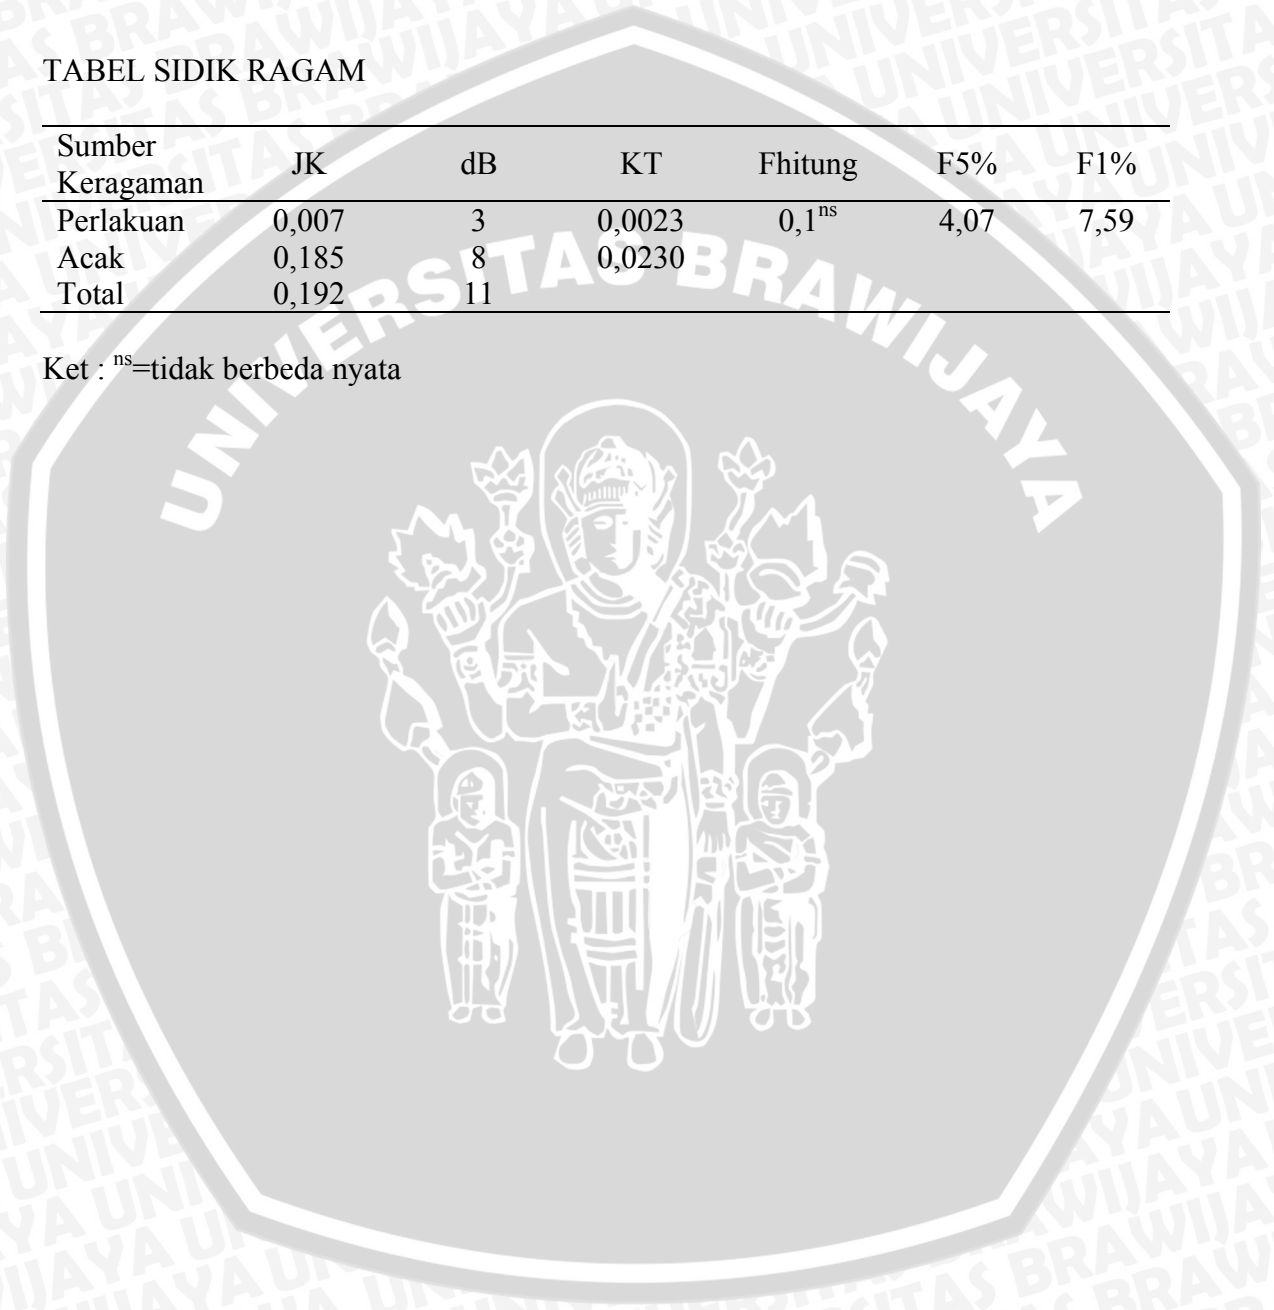 TABEL SIDIK RAGAM
Sumber Keragaman JK dB KT Fhitung F5% F1%
Perlakuan 0,007 3 0,0023 0,1ns 4,07 7,59
Acak 0,185 8 0,0230
Total 0,192 11
Ket : ns=tidak berbeda nyata
UNIVERSITAS BRAWIJAYA